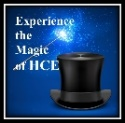 Experience
the
Magic
of HCE